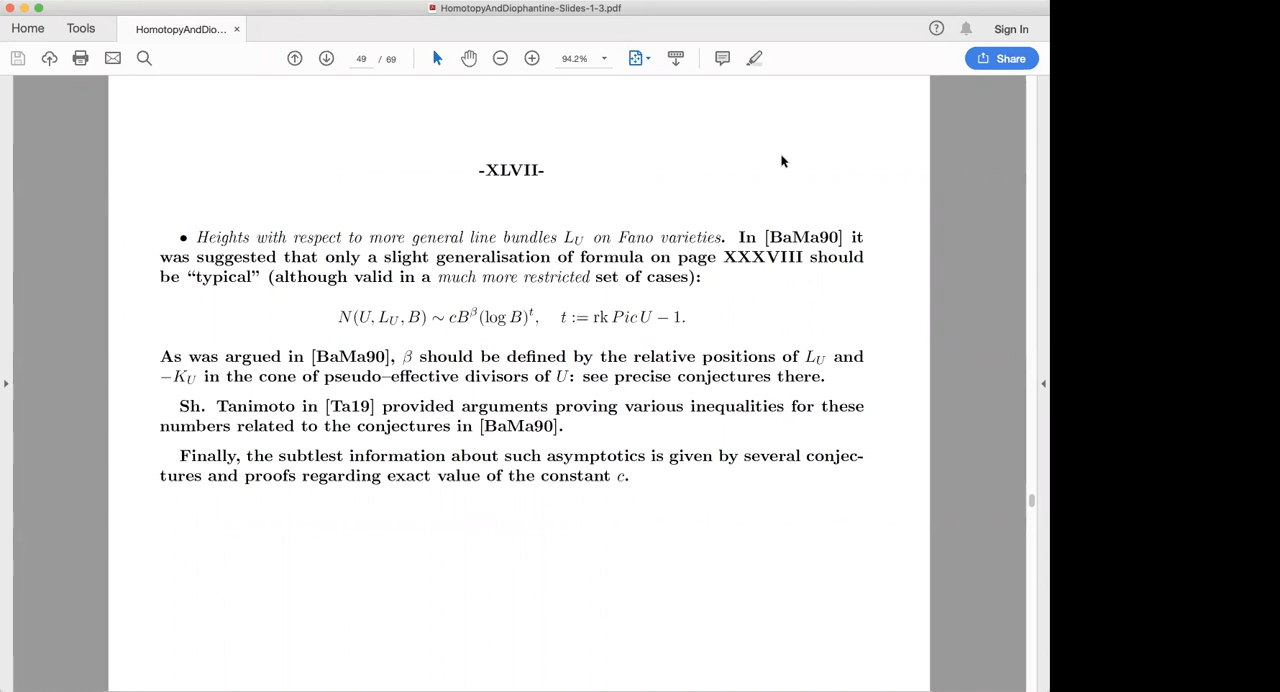 HomotopyAndDiophantine-Slides-1-3.pdf
Home Tools HomotopyAndDio... × Sign In
49 / 69 94.2% Share
-XLVII-
• Heights with respect to more general line bundles L_U on Fano varieties. In [BaMa90] it
was suggested that only a slight generalisation of formula on page XXXVIII should
be “typical” (although valid in a much more restricted set of cases):
N(U, L_U, B) ∼ cB^β(log B)^t, t := rk Pic U − 1.
As was argued in [BaMa90], β should be defined by the relative positions of L_U and
−K_U in the cone of pseudo–effective divisors of U: see precise conjectures there.
Sh. Tanimoto in [Ta19] provided arguments proving various inequalities for these
numbers related to the conjectures in [BaMa90].
Finally, the subtlest information about such asymptotics is given by several conjec-
tures and proofs regarding exact value of the constant c.